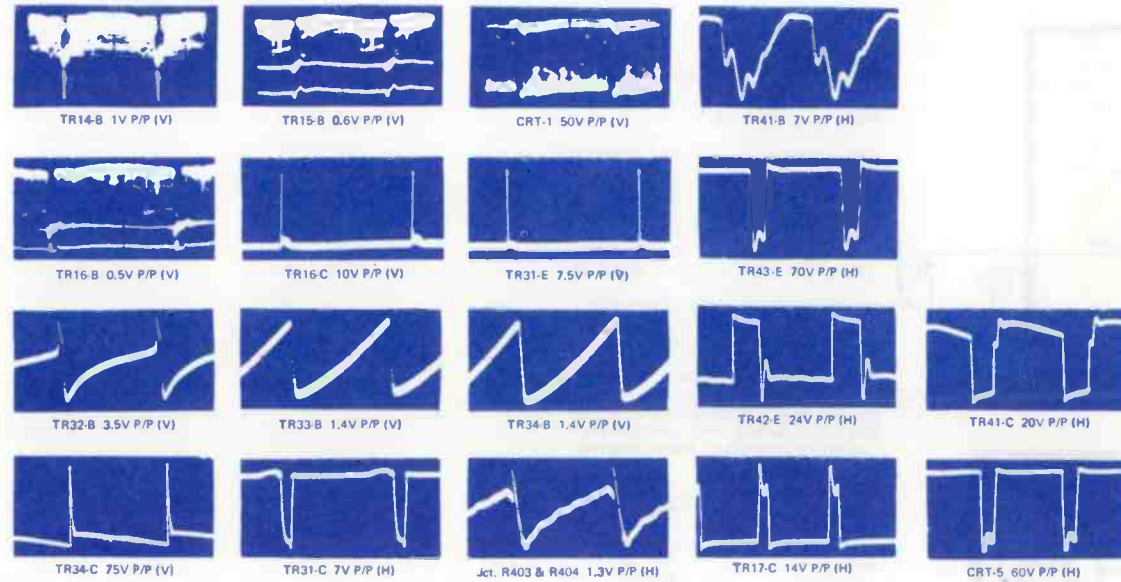 TR14-B 1V P/P (V)
TR15-B 0.6V P/P (V)
CRT-1 50V P/P (V)
TR41-B 7V P/P (H)
TR16-B 0.5V P/P (V)
TR16-C 10V P/P (V)
TR31-E 7.5V P/P (V)
TR43-E 70V P/P (H)
TR32-B 3.5V P/P (V)
TR33-B 1.4V P/P (V)
TR34-B 1.4V P/P (V)
TR42-E 24V P/P (H)
TR41-C 20V P/P (H)
TR34-C 75V P/P (V)
TR31-C 7V P/P (H)
Jct. R403 & R404 1.3V P/P (H)
TR17-C 14V P/P (H)
CRT-5 60V P/P (H)